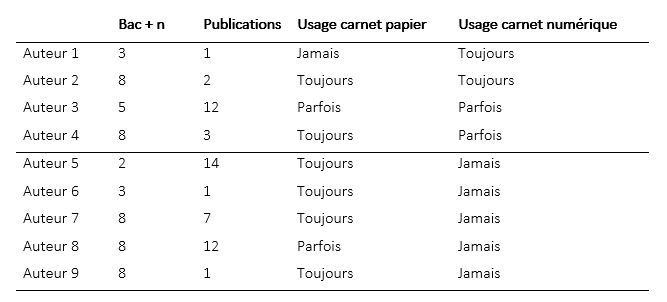 Bac + n Publications Usage carnet papier Usage carnet numérique
Auteur 1 3 1 Jamais Toujours
Auteur 2 8 2 Toujours Toujours
Auteur 3 5 12 Parfois Parfois
Auteur 4 8 3 Toujours Parfois
Auteur 5 2 14 Toujours Jamais
Auteur 6 3 1 Toujours Jamais
Auteur 7 8 7 Toujours Jamais
Auteur 8 8 12 Parfois Jamais
Auteur 9 8 1 Toujours Jamais